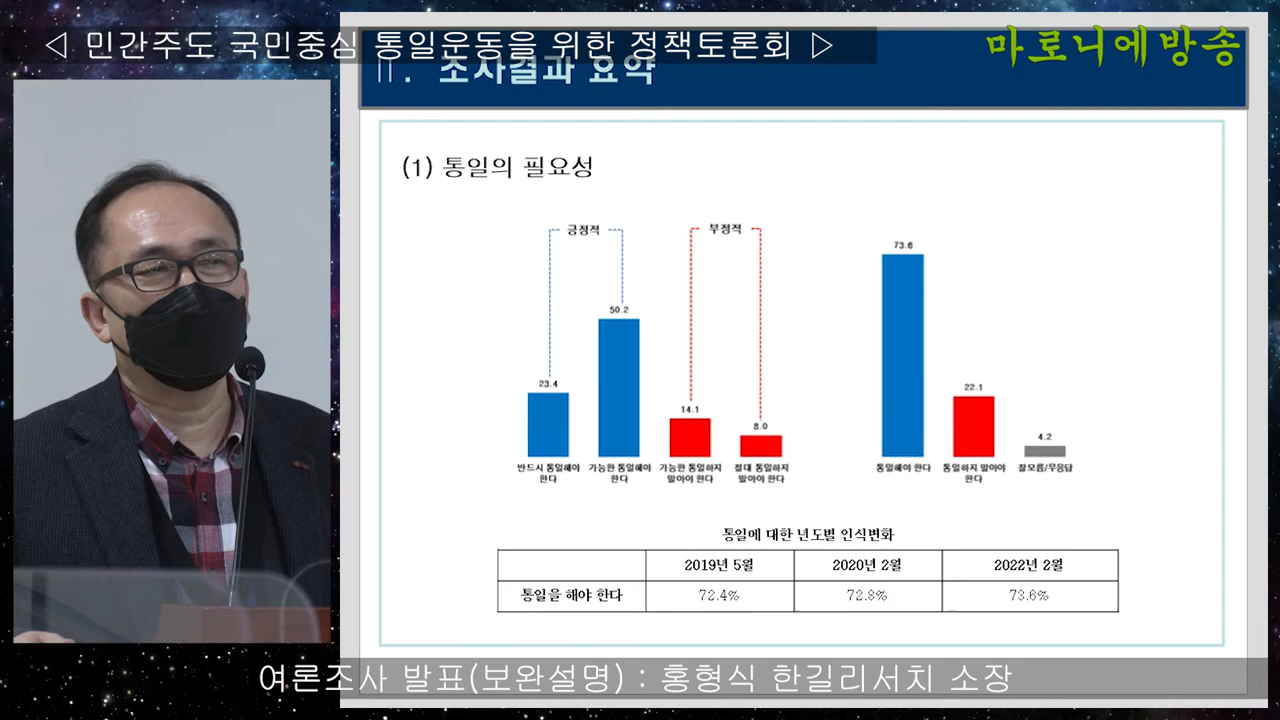 ◁ 민간주도 국민중심 통일운동을 위한 정책토론회 ▷
마로니에방송
Ⅱ. 조사결과 요약
(1) 통일의 필요성
긍정적
부정적
23.4
50.2
14.1
8.0
73.6
22.1
4.2
반드시 통일해야 한다
가능한 통일해야 한다
가능한 통일하지 말아야 한다
절대 통일하지 말아야 한다
통일해야 한다
통일하지 말아야 한다
잘모름/무응답
통일에 대한 년도별 인식변화
2019년 5월 2020년 2월 2022년 2월
통일을 해야 한다 72.4% 72.8% 73.6%
여론조사 발표(보완설명) : 홍형식 한길리서치 소장